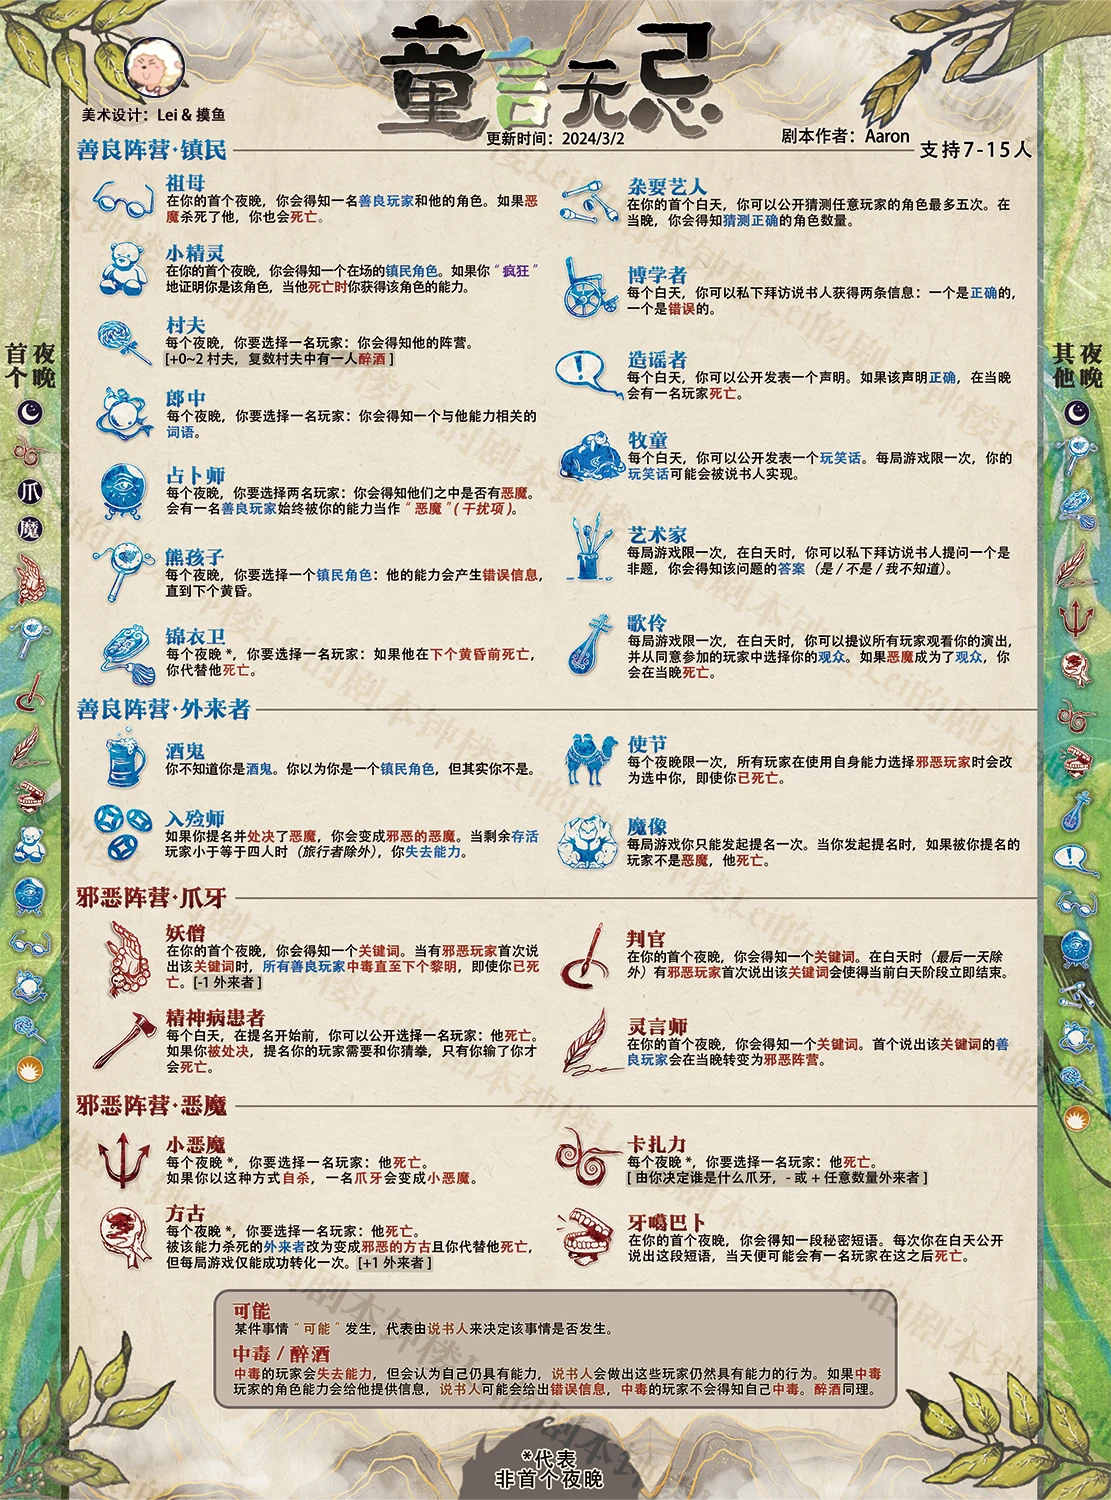 童言无忌
美术设计：Lei & 摸鱼
更新时间：2024/3/2
剧本作者：Aaron
支持7-15人
善良阵营·镇民
祖母
在你的首个夜晚，你会得知一名善良玩家和他的角色。如果恶
魔杀死了他，你也会死亡。
小精灵
在你的首个夜晚，你会得知一个在场的镇民角色。如果你“疯狂”
地证明你是该角色，当他死亡时你获得该角色的能力。
村夫
每个夜晚，你要选择一名玩家：你会得知他的阵营。
[+0~2 村夫，复数村夫中有一人醉酒 ]
郎中
每个夜晚，你要选择一名玩家：你会得知一个与他能力相关的
词语。
占卜师
每个夜晚，你要选择两名玩家：你会得知他们之中是否有恶魔。
会有一名善良玩家始终被你的能力当作“恶魔”( 干扰项 )。
熊孩子
每个夜晚，你要选择一个镇民角色：他的能力会产生错误信息，
直到下个黄昏。
锦衣卫
每个夜晚 *，你要选择一名玩家：如果他在下个黄昏前死亡，
你代替他死亡。
杂耍艺人
在你的首个白天，你可以公开猜测任意玩家的角色最多五次。在
当晚，你会得知猜测正确的角色数量。
博学者
每个白天，你可以私下拜访说书人获得两条信息：一个是正确的，
一个是错误的。
造谣者
每个白天，你可以公开发表一个声明。如果该声明正确，在当晚
会有一名玩家死亡。
牧童
每个白天，你可以公开发表一个玩笑话。每局游戏限一次，你的
玩笑话可能会被说书人实现。
艺术家
每局游戏限一次，在白天时，你可以私下拜访说书人提问一个是
非题，你会得知该问题的答案（是 / 不是 / 我不知道）。
歌伶
每局游戏限一次，在白天时，你可以提议所有玩家观看你的演出，
并从同意参加的玩家中选择你的观众。如果恶魔成为了观众，你
会在当晚死亡。
善良阵营·外来者
酒鬼
你不知道你是酒鬼。你以为你是一个镇民角色，但其实你不是。
入殓师
如果你提名并处决了恶魔，你会变成邪恶的恶魔。当剩余存活
玩家小于等于四人时（旅行者除外），你失去能力。
使节
每个夜晚限一次，所有玩家在使用自身能力选择邪恶玩家时会改
为选中你，即使你已死亡。
魔像
每局游戏你只能发起提名一次。当你发起提名时，如果被你提名的
玩家不是恶魔，他死亡。
邪恶阵营·爪牙
妖僧
在你的首个夜晚，你会得知一个关键词。当有邪恶玩家首次说
出该关键词时，所有善良玩家中毒直至下个黎明，即使你已死
亡。[-1 外来者 ]
精神病患者
每个白天，在提名开始前，你可以公开选择一名玩家：他死亡。
如果你被处决，提名你的玩家需要和你猜拳，只有你输了你才
会死亡。
判官
在你的首个夜晚，你会得知一个关键词。在白天时（最后一天除
外）有邪恶玩家首次说出该关键词会使得当前白天阶段立即结束。
灵言师
在你的首个夜晚，你会得知一个关键词。首个说出该关键词的善
良玩家会在当晚转变为邪恶阵营。
邪恶阵营·恶魔
小恶魔
每个夜晚 *，你要选择一名玩家：他死亡。
如果你以这种方式自杀，一名爪牙会变成小恶魔。
方古
每个夜晚 *，你要选择一名玩家：他死亡。
被该能力杀死的外来者改为变成邪恶的方古且你代替他死亡，
但每局游戏仅能成功转化一次。[+1 外来者 ]
卡扎力
每个夜晚 *，你要选择一名玩家：他死亡。
[ 由你决定谁是什么爪牙，- 或 + 任意数量外来者 ]
牙噶巴卜
在你的首个夜晚，你会得知一段秘密短语。每次你在白天公开
说出这段短语，当天便可能会有一名玩家在这之后死亡。
首个夜晚
爪
魔
其他夜晚
可能
某件事情“可能”发生，代表由说书人来决定该事情是否发生。
中毒 / 醉酒
中毒的玩家会失去能力，但会认为自己仍具有能力，说书人会做出这些玩家仍然具有能力的行为。如果中毒
玩家的角色能力会给他提供信息，说书人可能会给出错误信息，中毒的玩家不会得知自己中毒。醉酒同理。
*代表
非首个夜晚